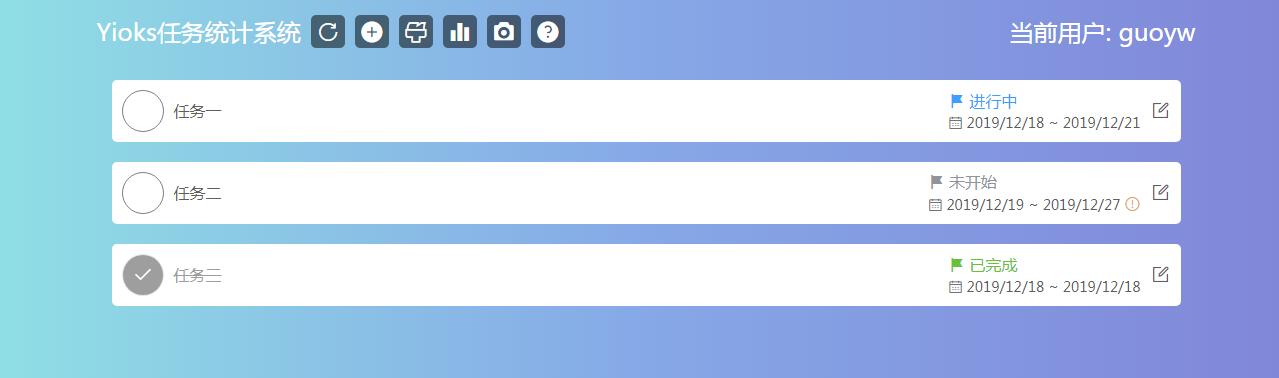 Yioks任务统计系统
当前用户: guoyw
任务一
进行中
2019/12/18 ~ 2019/12/21
任务二
未开始
2019/12/19 ~ 2019/12/27
任务三
已完成
2019/12/18 ~ 2019/12/18